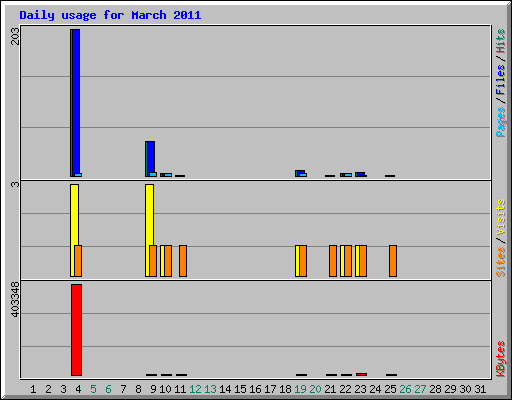 Daily usage for March 2011
203
Pages / Files / Hits
3
Sites / Visits
403348
KBytes
1 2 3 4 5 6 7 8 9 10 11 12 13 14 15 16 17 18 19 20 21 22 23 24 25 26 27 28 29 30 31